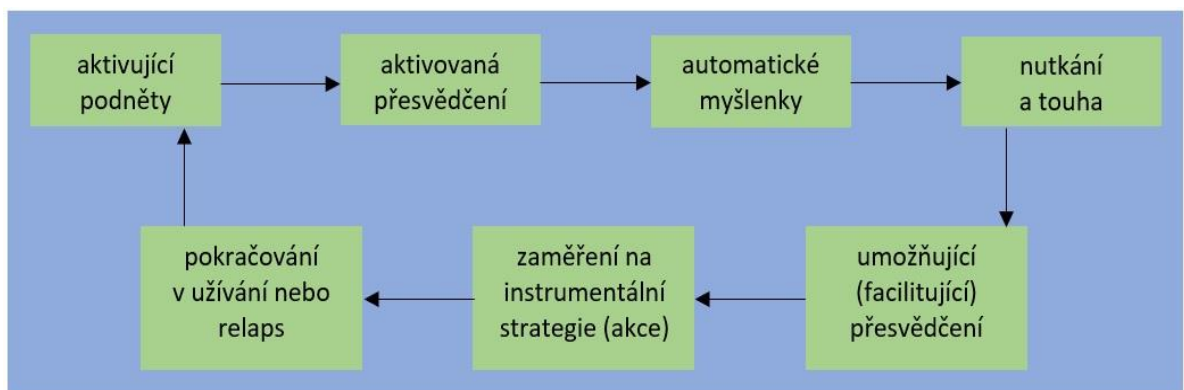 aktivující
podněty
aktivovaná
přesvědčení
automatické
myšlenky
nutkání
a touha
pokračování
v užívání nebo
relaps
zaměření na
instrumentální
strategie (akce)
umožňující
(facilitující)
přesvědčení